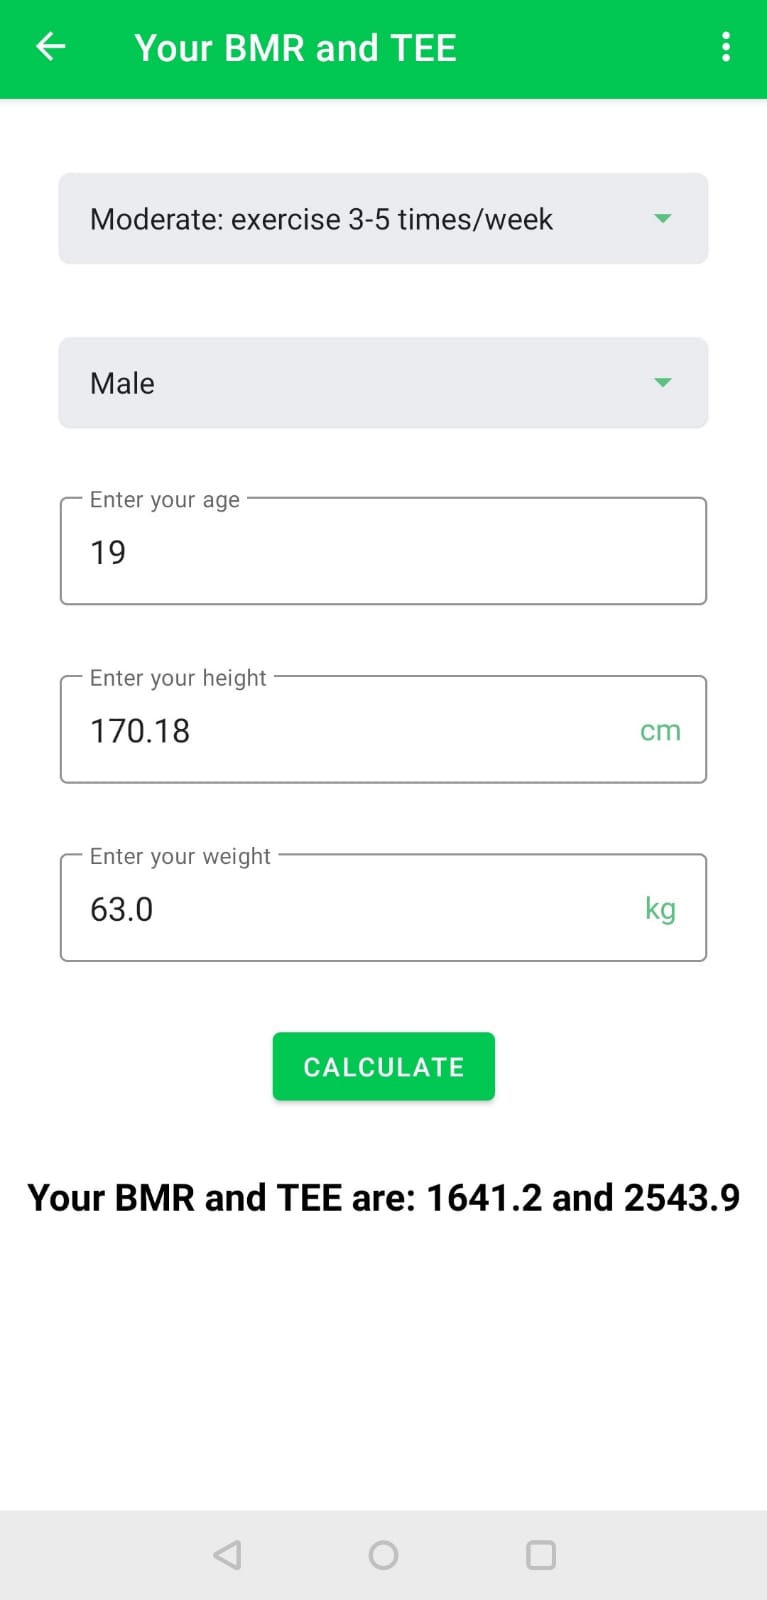 Your BMR and TEE
Moderate: exercise 3-5 times/week
Male
Enter your age
19
Enter your height
170.18 cm
Enter your weight
63.0 kg
CALCULATE
Your BMR and TEE are: 1641.2 and 2543.9